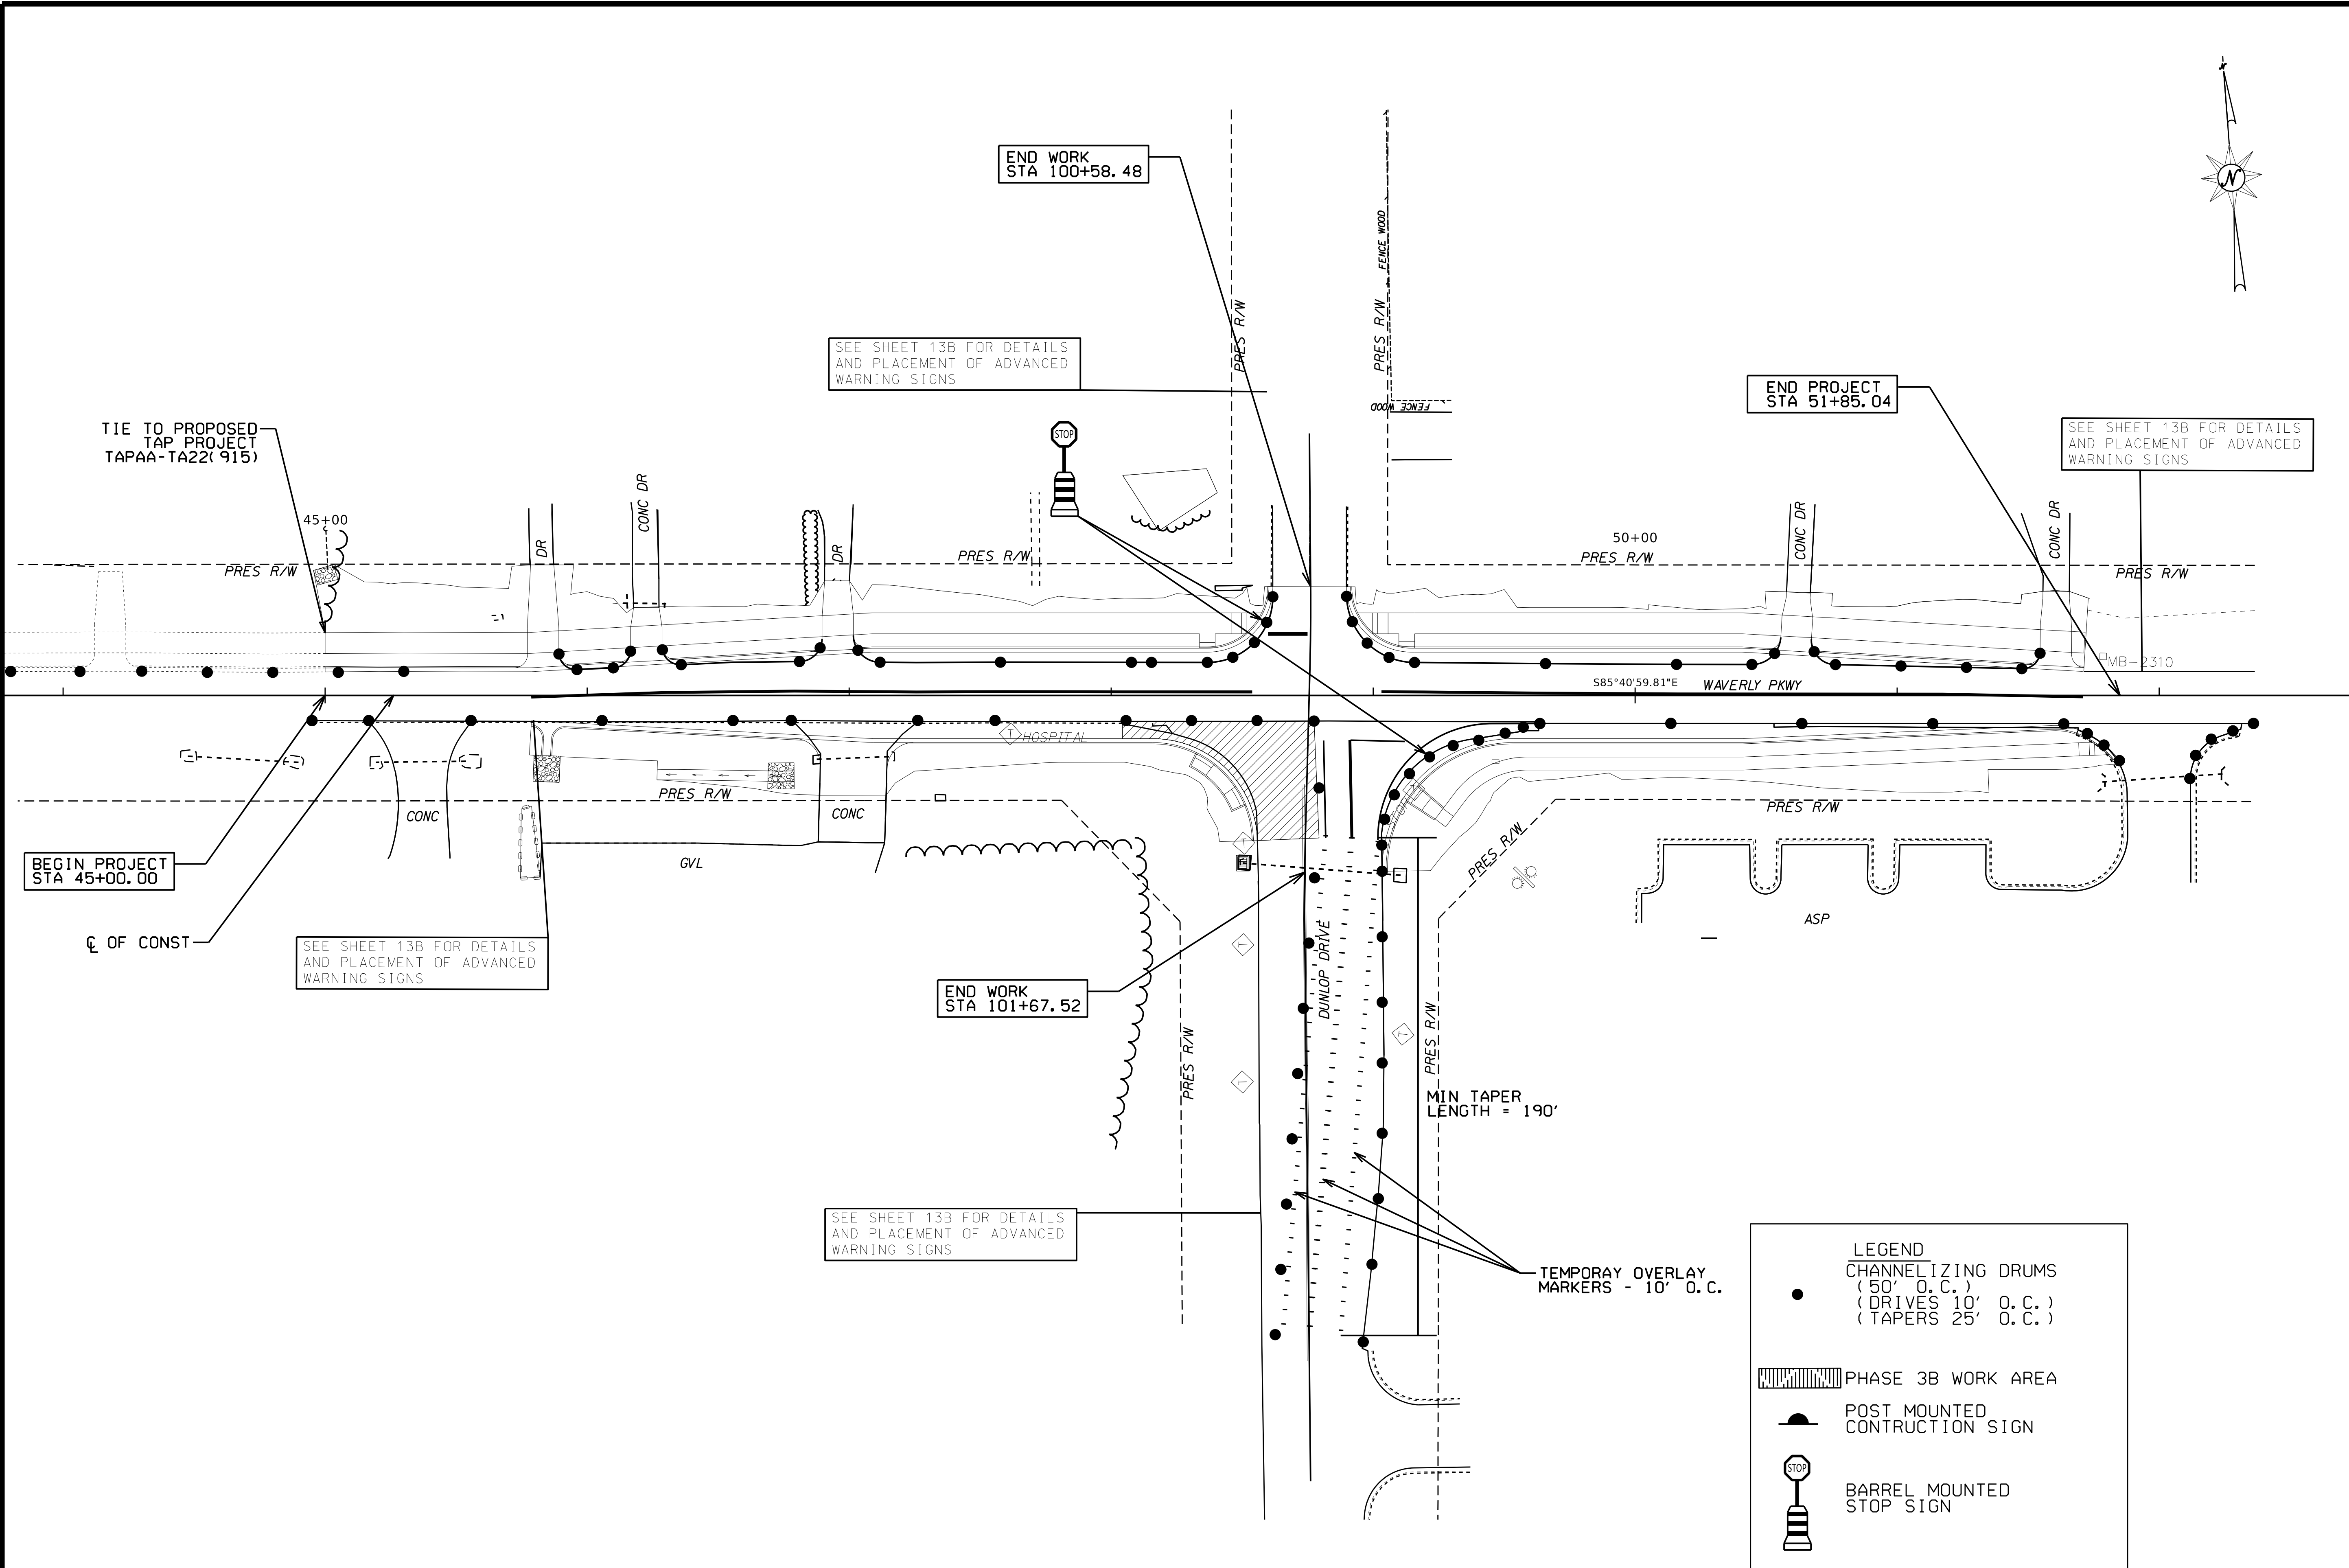 N
END WORK
STA 100+58.48
FENCE WOOD
PRES R/W
PRES R/W
SEE SHEET 13B FOR DETAILS
AND PLACEMENT OF ADVANCED
WARNING SIGNS
END PROJECT
STA 51+85.04
FENCE WOOD
SEE SHEET 13B FOR DETAILS
AND PLACEMENT OF ADVANCED
WARNING SIGNS
TIE TO PROPOSED
TAP PROJECT
TAPAA-TA22(915)
STOP
45+00
CONC DR
DR
DR
PRES R/W
PRES R/W
50+00
PRES R/W
CONC DR
CONC DR
PRES R/W
MB-2310
S85°40'59.81"E
WAVERLY PKWY
T
HOSPITAL
PRES R/W
CONC
CONC
PRES R/W
PRES R/W
BEGIN PROJECT
STA 45+00.00
GVL
T
ASP
℄ OF CONST
SEE SHEET 13B FOR DETAILS
AND PLACEMENT OF ADVANCED
WARNING SIGNS
T
DUNLOP DRIVE
END WORK
STA 101+67.52
T
PRES R/W
PRES R/W
T
MIN TAPER
LENGTH = 190'
SEE SHEET 13B FOR DETAILS
AND PLACEMENT OF ADVANCED
WARNING SIGNS
TEMPORAY OVERLAY
MARKERS - 10' O.C.
LEGEND
CHANNELIZING DRUMS
(50' O.C.)
(DRIVES 10' O.C.)
(TAPERS 25' O.C.)
PHASE 3B WORK AREA
POST MOUNTED
CONTRUCTION SIGN
STOP
BARREL MOUNTED
STOP SIGN